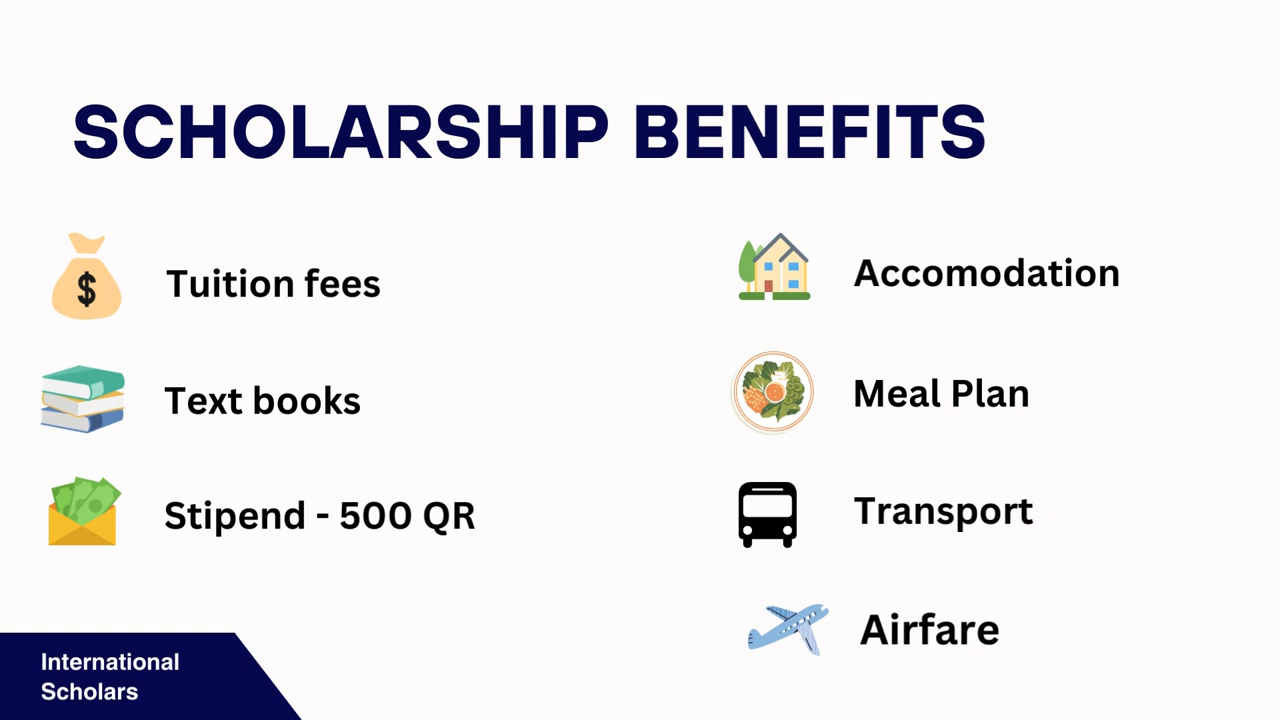 SCHOLARSHIP BENEFITS
$
Tuition fees
Text books
Stipend - 500 QR
Accomodation
Meal Plan
Transport
Airfare
International
Scholars